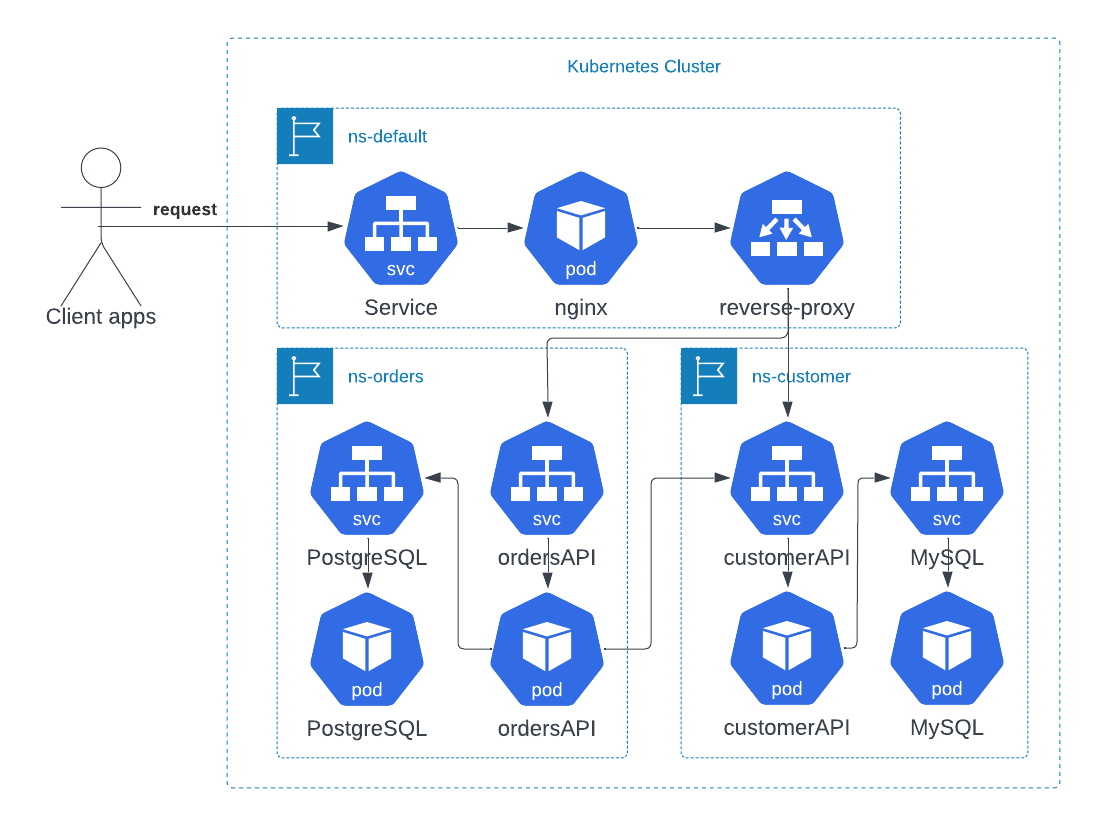 Kubernetes Cluster
ns-default
request
svc
pod
Service
nginx
reverse-proxy
Client apps
ns-orders
ns-customer
svc
svc
svc
svc
PostgreSQL
ordersAPI
customerAPI
MySQL
pod
pod
pod
pod
PostgreSQL
ordersAPI
customerAPI
MySQL